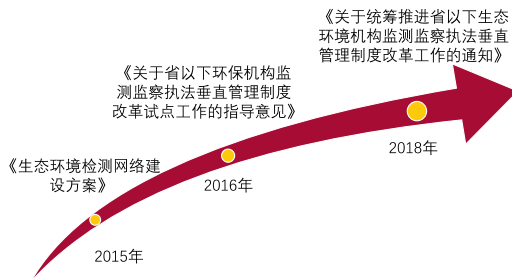 《关于统筹推进省以下生态
环境机构监测监察执法垂直
管理制度改革工作的通知》
《关于省以下环保机构监
测监察执法垂直管理制度
改革试点工作的指导意见》
《生态环境检测网络建
设方案》
2018年
2016年
2015年